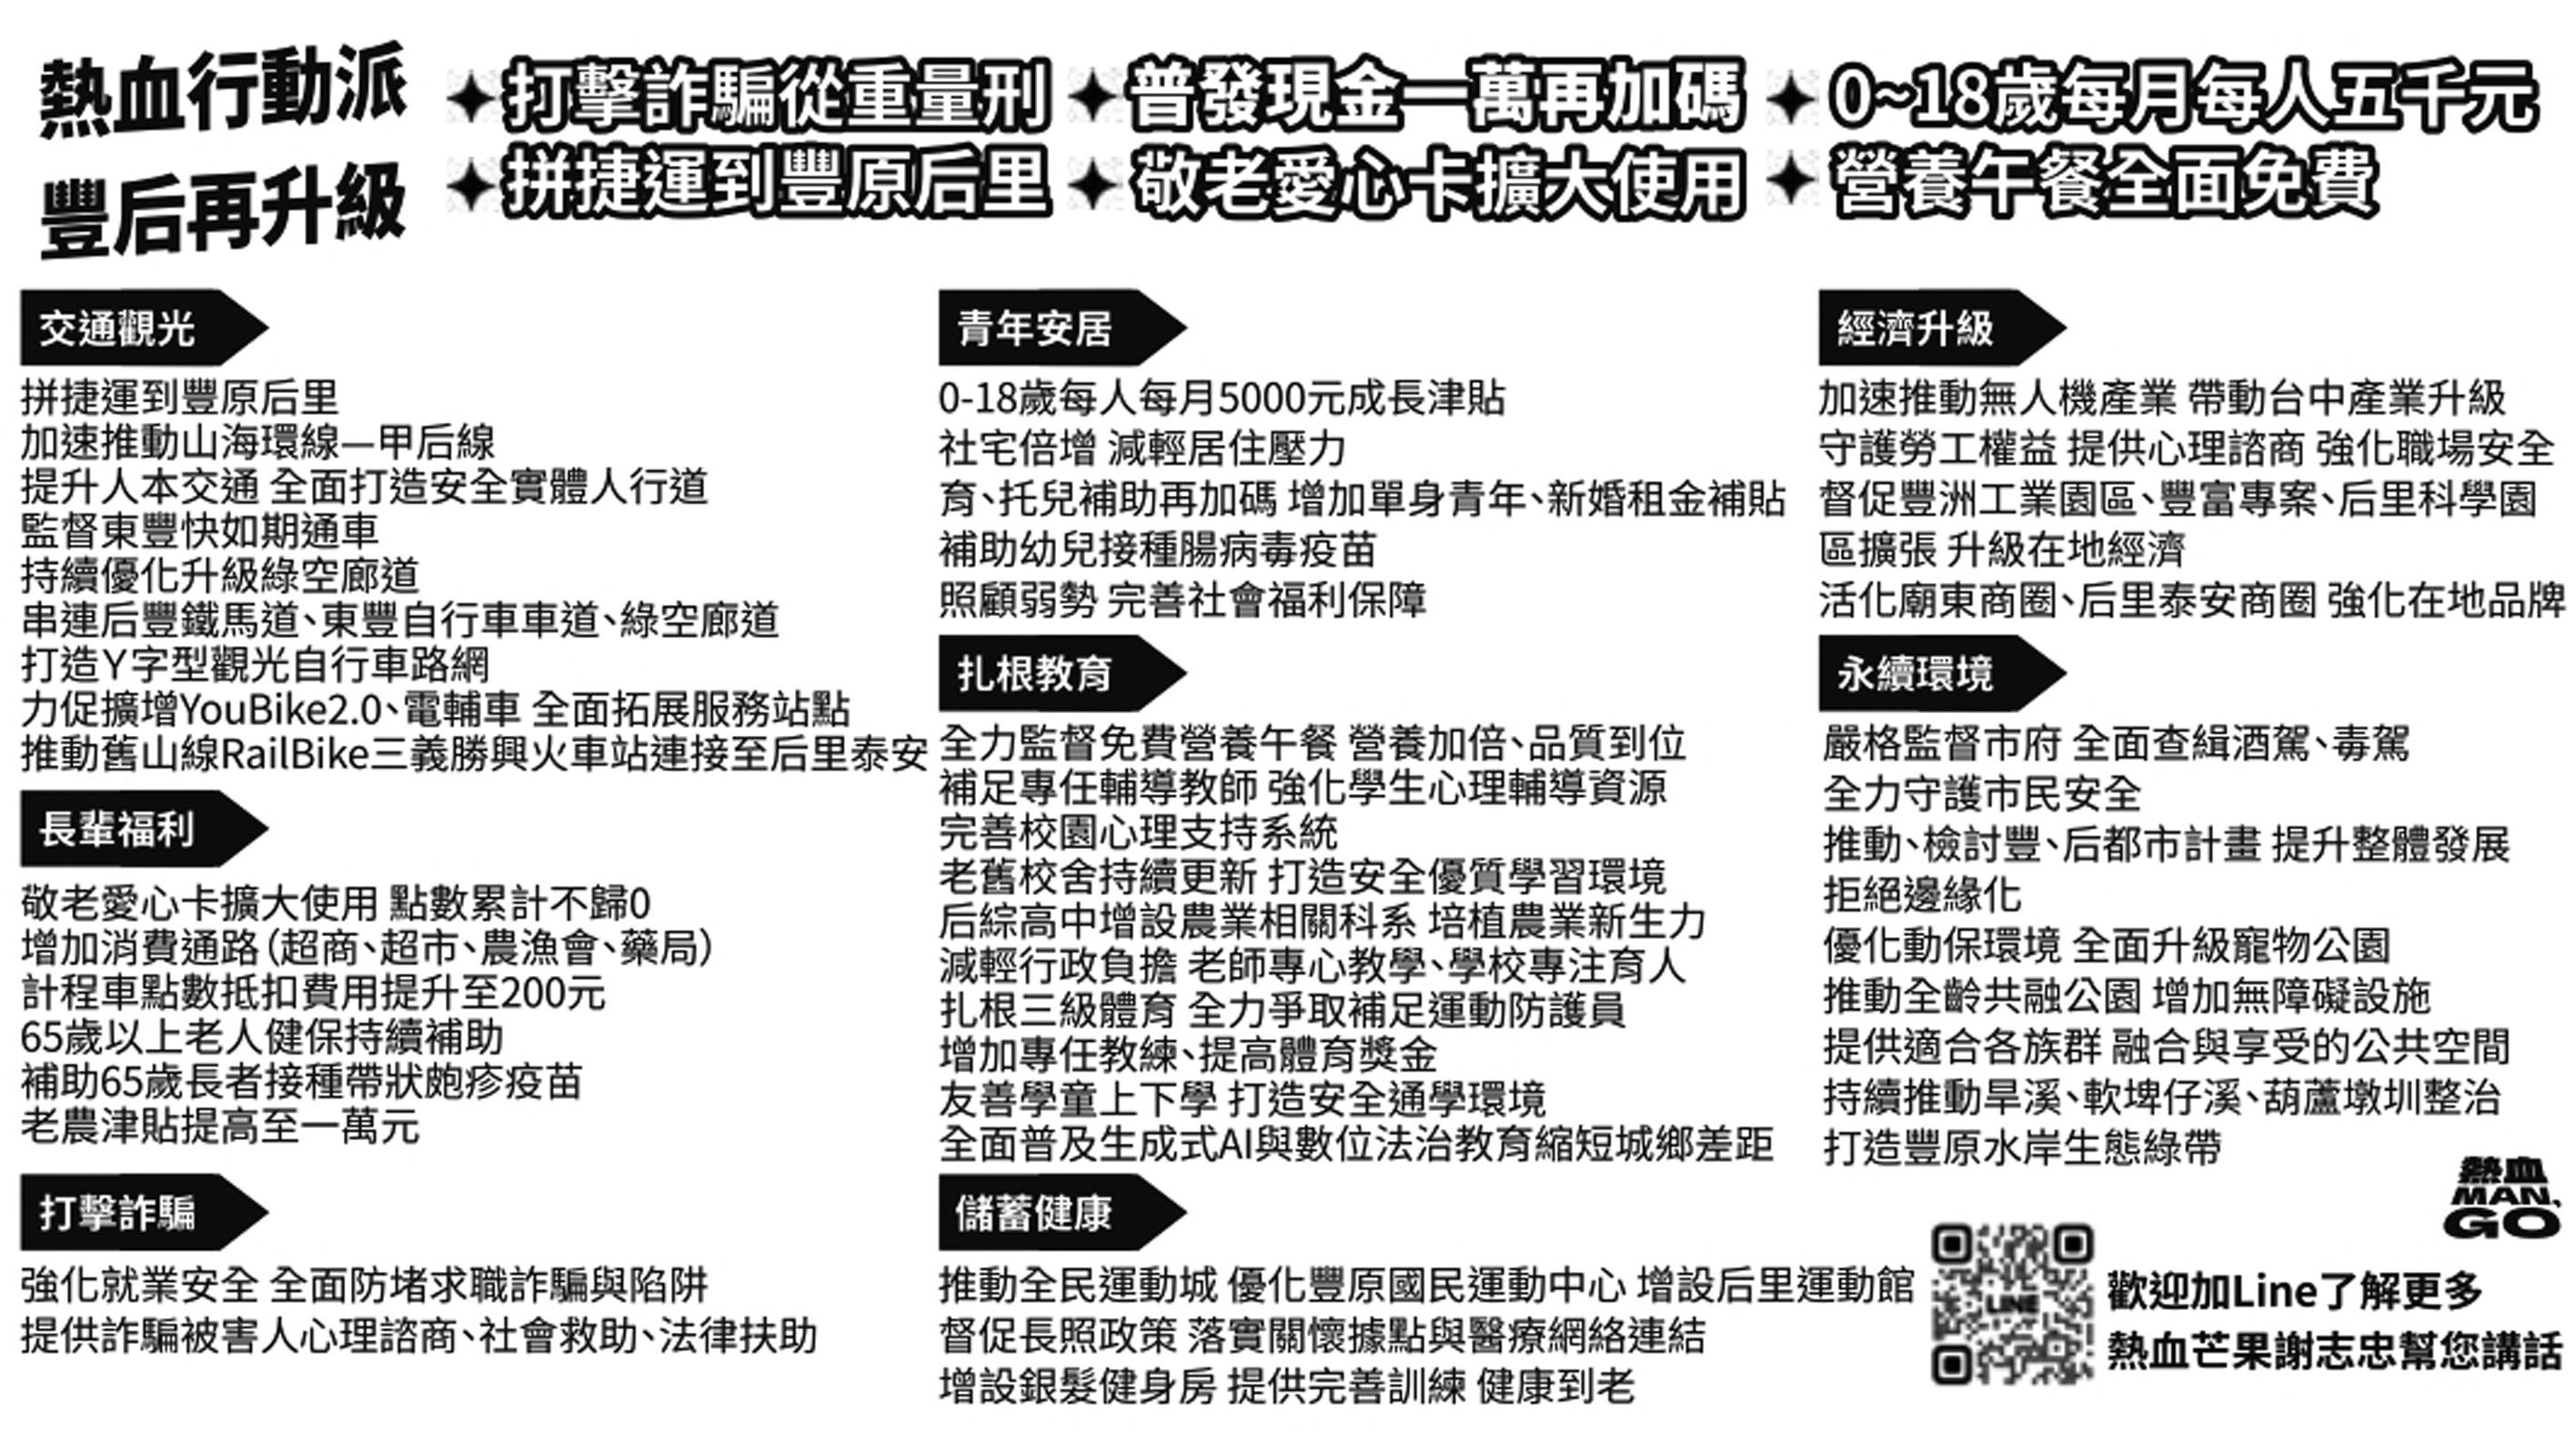 熱血行動派
豐后再升級
✦打擊詐騙從重量刑 ✦普發現金一萬再加碼 ✦0~18歲每月每人五千元
✦拼捷運到豐原后里 ✦敬老愛心卡擴大使用 ✦營養午餐全面免費
交通觀光
拼捷運到豐原后里
加速推動山海環線—甲后線
提升人本交通 全面打造安全實體人行道
監督東豐快如期通車
持續優化升級綠空廊道
串連后豐鐵馬道、東豐自行車車道、綠空廊道
打造Y字型觀光自行車路網
力促擴增YouBike2.0、電輔車 全面拓展服務站點
推動舊山線RailBike三義勝興火車站連接至后里泰安
長輩福利
敬老愛心卡擴大使用 點數累計不歸0
增加消費通路(超商、超市、農漁會、藥局)
計程車點數抵扣費用提升至200元
65歲以上老人健保持續補助
補助65歲長者接種帶狀皰疹疫苗
老農津貼提高至一萬元
打擊詐騙
強化就業安全 全面防堵求職詐騙與陷阱
提供詐騙被害人心理諮商、社會救助、法律扶助
青年安居
0-18歲每人每月5000元成長津貼
社宅倍增 減輕居住壓力
育、托兒補助再加碼 增加單身青年、新婚租金補貼
補助幼兒接種腸病毒疫苗
照顧弱勢 完善社會福利保障
扎根教育
全力監督免費營養午餐 營養加倍、品質到位
補足專任輔導教師 強化學生心理輔導資源
完善校園心理支持系統
老舊校舍持續更新 打造安全優質學習環境
后綜高中增設農業相關科系 培植農業新生力
減輕行政負擔 老師專心教學、學校專注育人
扎根三級體育 全力爭取補足運動防護員
增加專任教練、提高體育獎金
友善學童上下學 打造安全通學環境
全面普及生成式AI與數位法治教育縮短城鄉差距
儲蓄健康
推動全民運動城 優化豐原國民運動中心 增設后里運動館
督促長照政策 落實關懷據點與醫療網絡連結
增設銀髮健身房 提供完善訓練 健康到老
經濟升級
加速推動無人機產業 帶動台中產業升級
守護勞工權益 提供心理諮商 強化職場安全
督促豐洲工業園區、豐富專案、后里科學園
區擴張 升級在地經濟
活化廟東商圈、后里泰安商圈 強化在地品牌
永續環境
嚴格監督市府 全面查緝酒駕、毒駕
全力守護市民安全
推動、檢討豐、后都市計畫 提升整體發展
拒絕邊緣化
優化動保環境 全面升級寵物公園
推動全齡共融公園 增加無障礙設施
提供適合各族群 融合與享受的公共空間
持續推動旱溪、軟埤仔溪、葫蘆墩圳整治
打造豐原水岸生態綠帶
熱血
MAN,
GO
LINE
歡迎加Line了解更多
熱血芒果謝志忠幫您講話